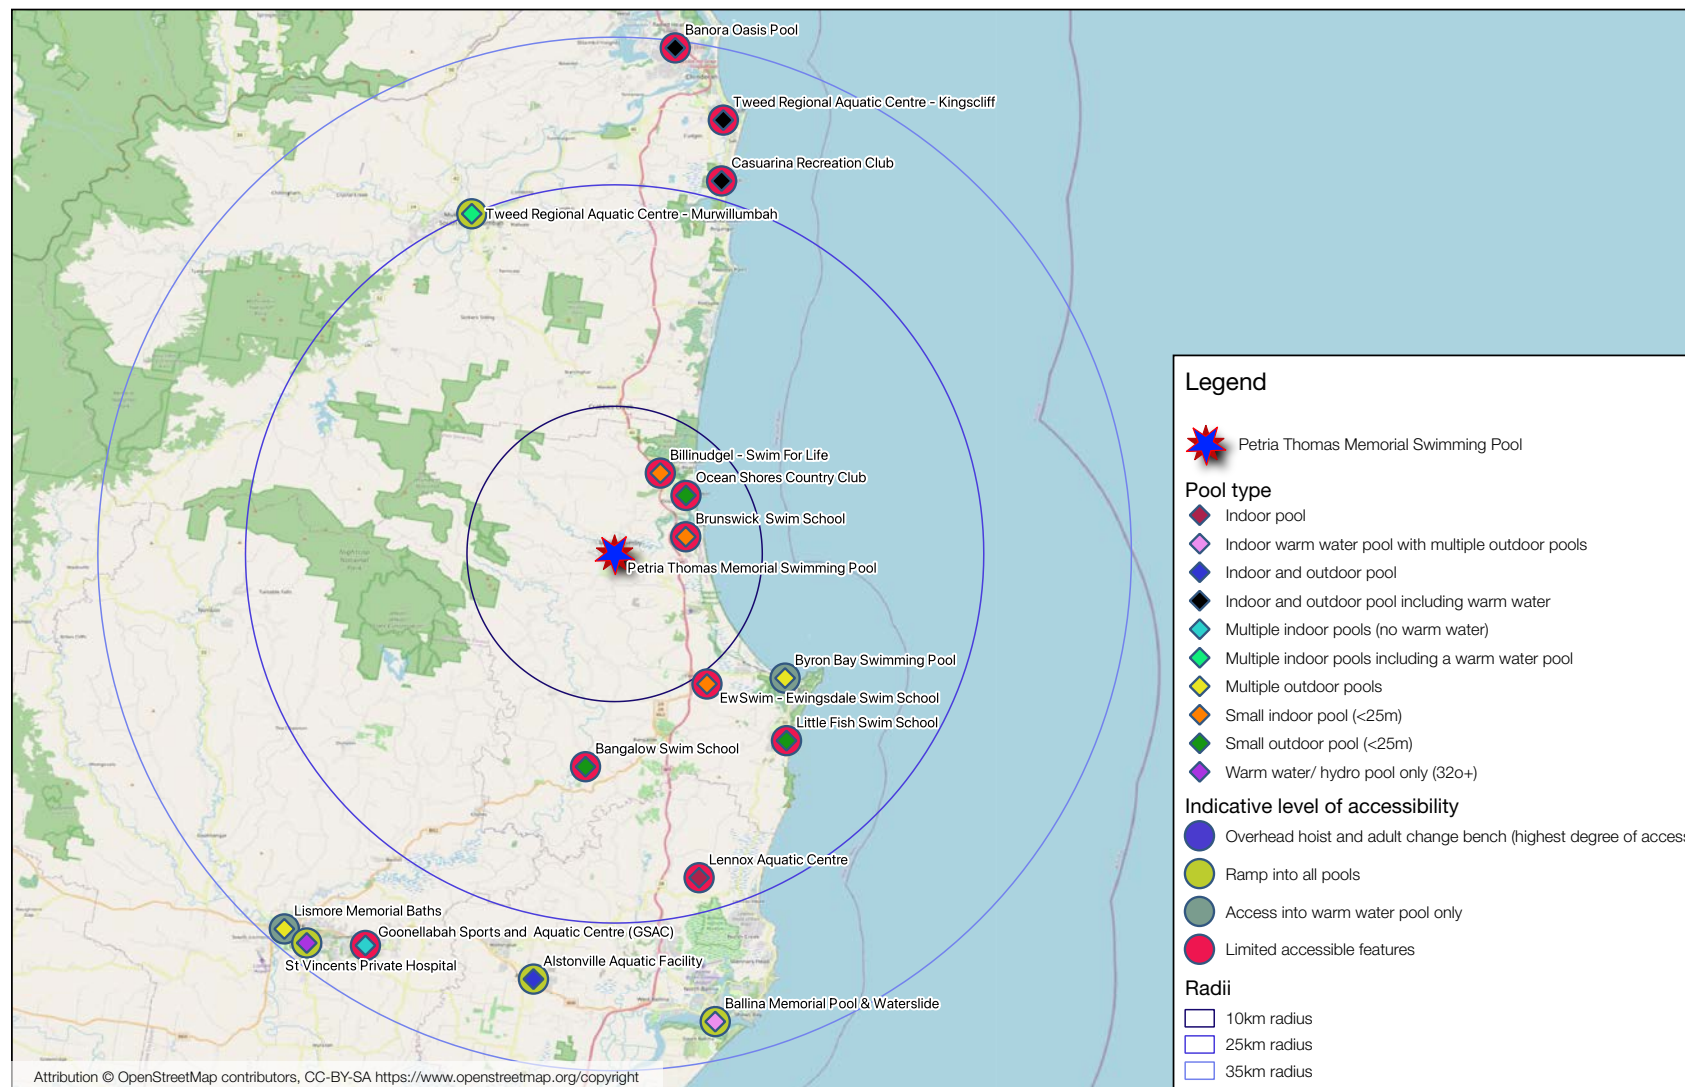 Banora Oasis Pool
Tweed Regional Aquatic Centre - Kingscliff
Casuarina Recreation Club
Tweed Regional Aquatic Centre - Murwillumbah
Billinudgel - Swim For Life
Ocean Shores Country Club
Brunswick Swim School
Petria Thomas Memorial Swimming Pool
Byron Bay Swimming Pool
EwSwim - Ewingsdale Swim School
Little Fish Swim School
Bangalow Swim School
Lennox Aquatic Centre
Lismore Memorial Baths
Goonellabah Sports and Aquatic Centre (GSAC)
St Vincents Private Hospital
Alstonville Aquatic Facility
Ballina Memorial Pool & Waterslide
Attribution © OpenStreetMap contributors, CC-BY-SA https://www.openstreetmap.org/copyright
Legend
Petria Thomas Memorial Swimming Pool
Pool type
Indoor pool
Indoor warm water pool with multiple outdoor pools
Indoor and outdoor pool
Indoor and outdoor pool including warm water
Multiple indoor pools (no warm water)
Multiple indoor pools including a warm water pool
Multiple outdoor pools
Small indoor pool (<25m)
Small outdoor pool (<25m)
Warm water/ hydro pool only (32o+)
Indicative level of accessibility
Overhead hoist and adult change bench (highest degree of access
Ramp into all pools
Access into warm water pool only
Limited accessible features
Radii
10km radius
25km radius
35km radius